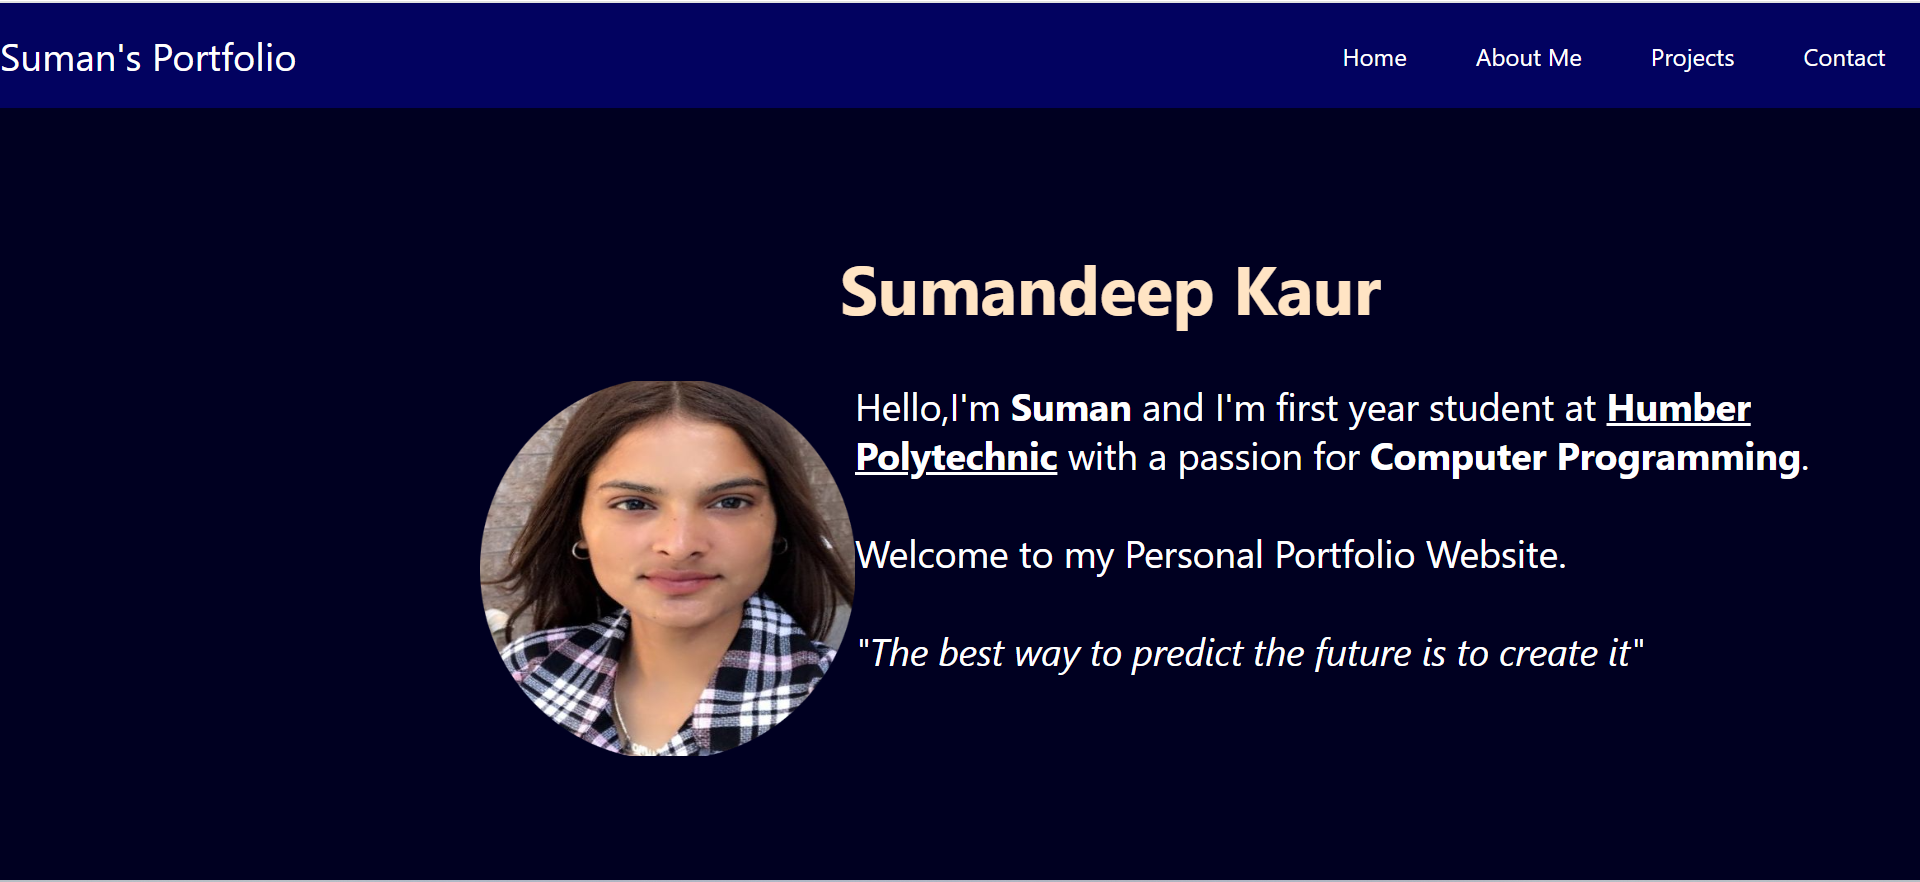 Suman's Portfolio
Home
About Me
Projects
Contact
Sumandeep Kaur
Hello,I'm Suman and I'm first year student at Humber
Polytechnic with a passion for Computer Programming.
Welcome to my Personal Portfolio Website.
"The best way to predict the future is to create it"